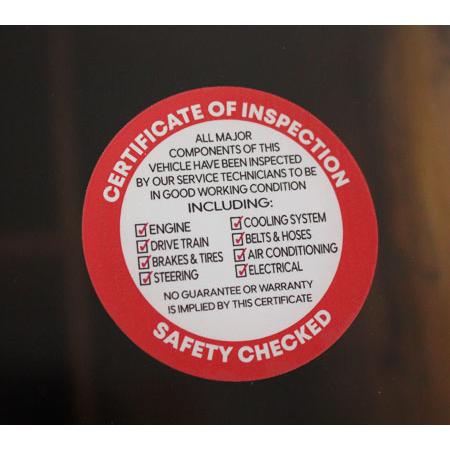 CERTIFICATE OF INSPECTION
ALL MAJOR
COMPONENTS OF THIS
VEHICLE HAVE BEEN INSPECTED
BY OUR SERVICE TECHNICIANS TO BE
IN GOOD WORKING CONDITION
INCLUDING:
ENGINE
DRIVE TRAIN
BRAKES & TIRES
STEERING
COOLING SYSTEM
BELTS & HOSES
AIR CONDITIONING
ELECTRICAL
NO GUARANTEE OR WARRANTY
IS IMPLIED BY THIS CERTIFICATE
SAFETY CHECKED